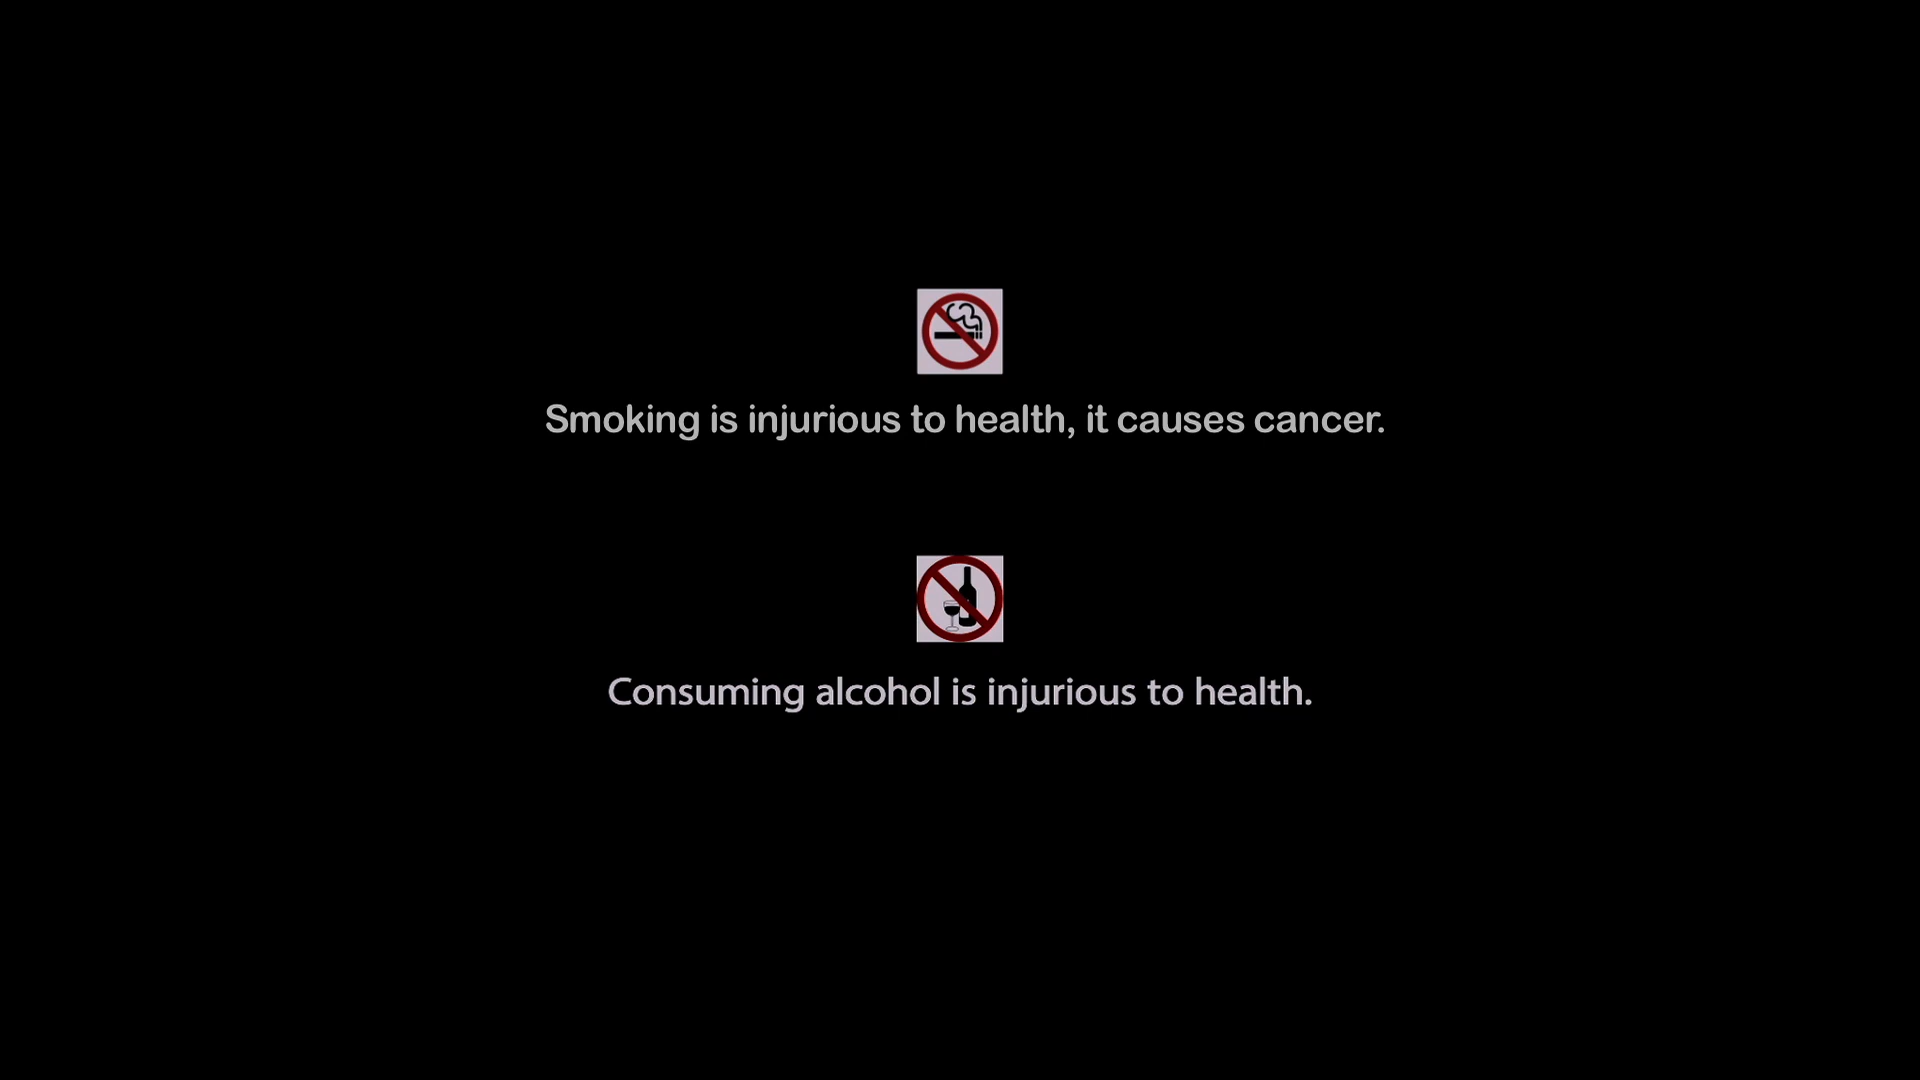 Smoking is injurious to health, it causes cancer.
Consuming alcohol is injurious to health.